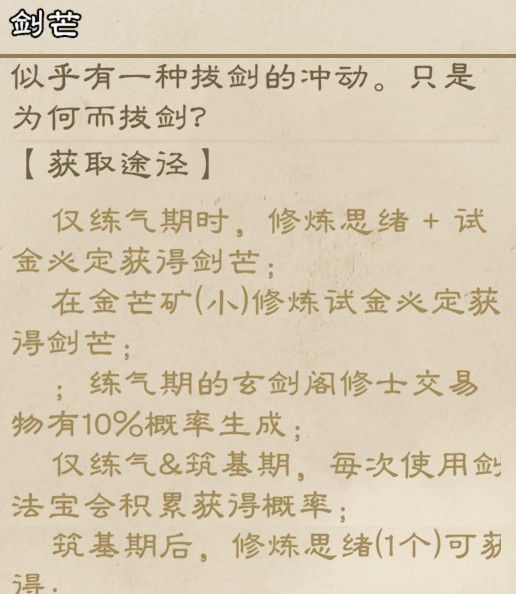 剑芒
似乎有一种拔剑的冲动。只是
为何而拔剑?
【获取途径】
仅练气期时，修炼思绪 + 试
金必定获得剑芒；
在金芒矿(小)修炼试金必定获
得剑芒；
；练气期的玄剑阁修士交易
物有10%概率生成；
仅练气&筑基期，每次使用剑
法宝会积累获得概率；
筑基期后，修炼思绪(1个)可获
得；